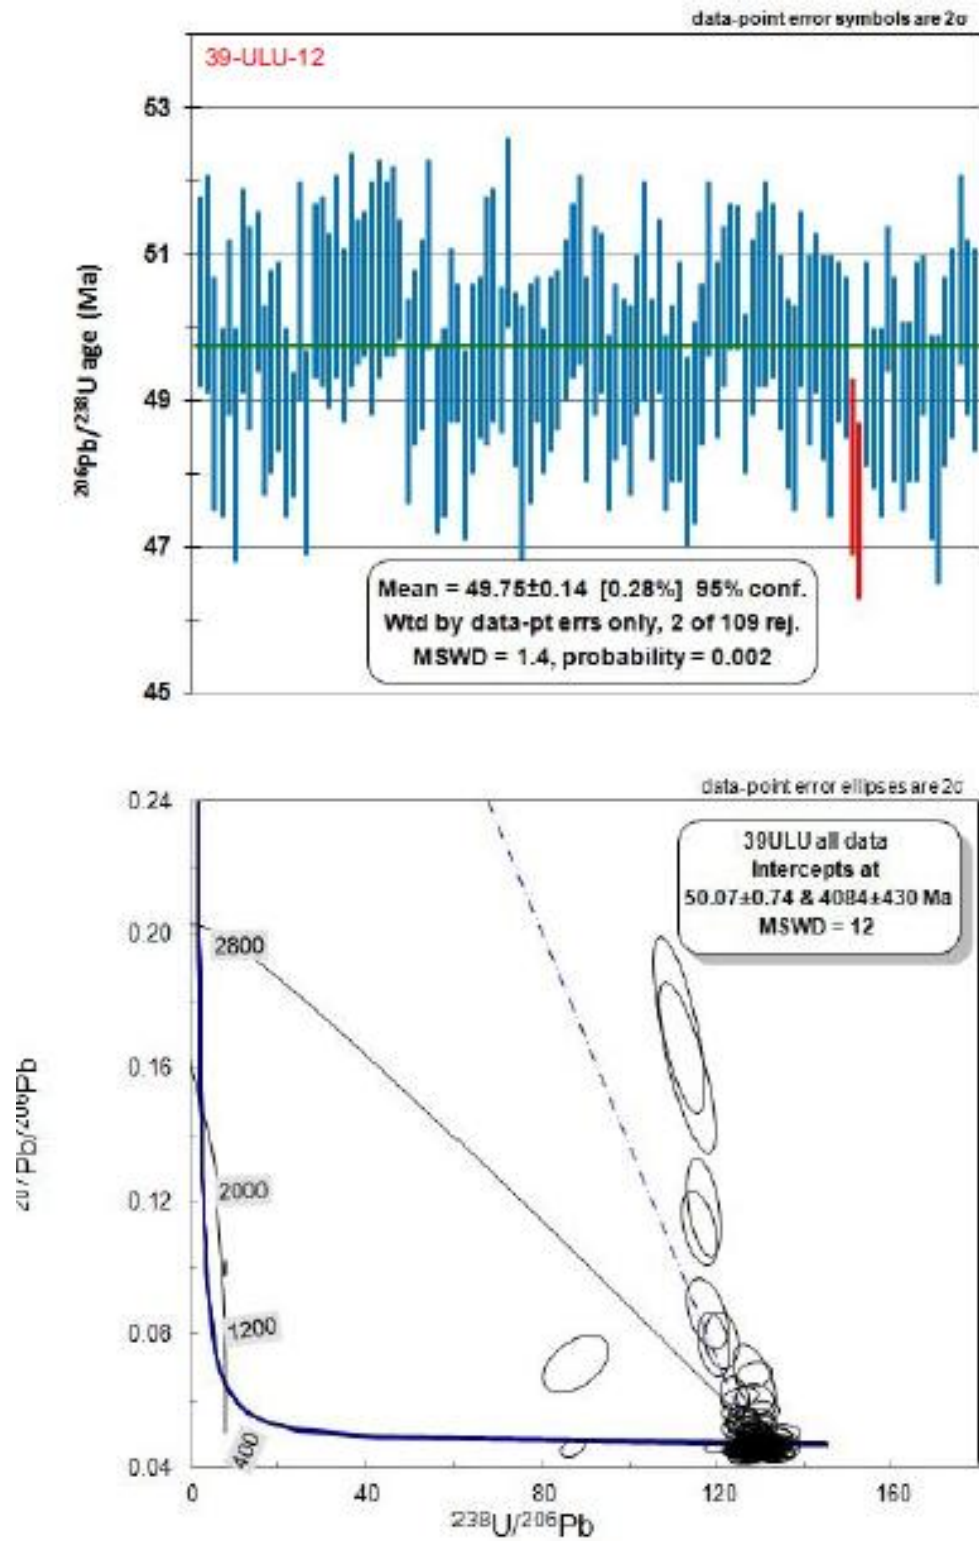 data-point error symbols are 2σ
39-ULU-12
53
51
49
47
45
206Pb/238U age (Ma)
Mean = 49.75±0.14 [0.28%] 95% conf.
Wtd by data-pt errs only, 2 of 109 rej.
MSWD = 1.4, probability = 0.002
data-point error ellipses are 2σ
0.24
0.20
0.16
0.12
0.08
0.04
207Pb/206Pb
39ULU all data
Intercepts at
50.07±0.74 & 4084±430 Ma
MSWD = 12
2800
2000
1200
400
0
40
80
120
160
238U/206Pb